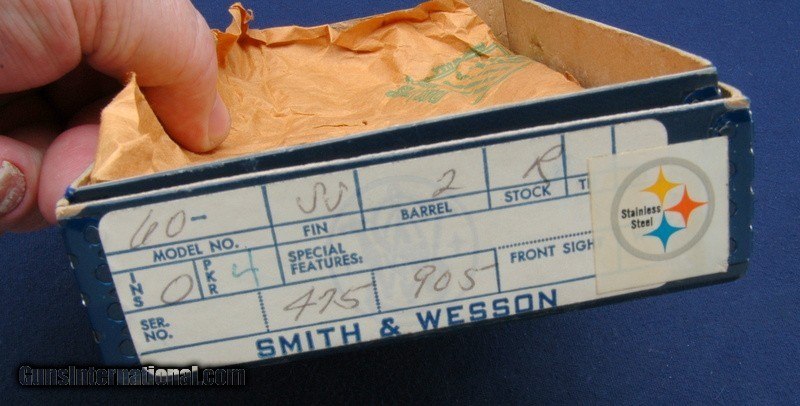 60- SS 2 R
MODEL NO. FIN BARREL STOCK
INS 0 PKR 4 SPECIAL FEATURES: FRONT SIGH
SER. NO. 475 905
SMITH & WESSON
Stainless
Steel
GunsInternational.com